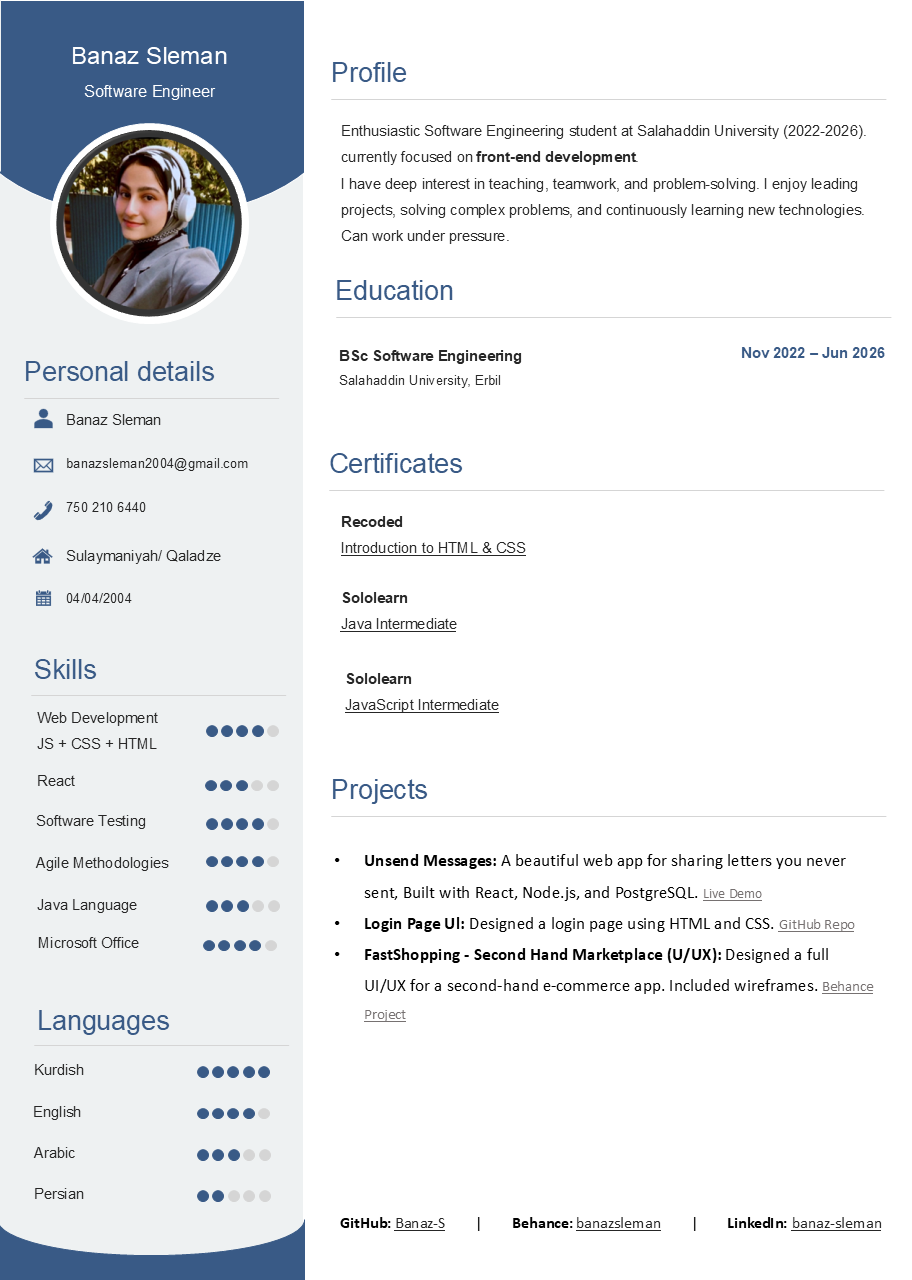 Banaz Sleman
Software Engineer
Personal details
Banaz Sleman
banazsleman2004@gmail.com
750 210 6440
Sulaymaniyah/ Qaladze
04/04/2004
Skills
Web Development
JS + CSS + HTML
React
Software Testing
Agile Methodologies
Java Language
Microsoft Office
Languages
Kurdish
English
Arabic
Persian
Profile
Enthusiastic Software Engineering student at Salahaddin University (2022-2026).
currently focused on front-end development.
I have deep interest in teaching, teamwork, and problem-solving. I enjoy leading
projects, solving complex problems, and continuously learning new technologies.
Can work under pressure.
Education
BSc Software Engineering
Nov 2022 – Jun 2026
Salahaddin University, Erbil
Certificates
Recoded
Introduction to HTML & CSS
Sololearn
Java Intermediate
Sololearn
JavaScript Intermediate
Projects
• Unsend Messages: A beautiful web app for sharing letters you never
sent, Built with React, Node.js, and PostgreSQL. Live Demo
• Login Page Ul: Designed a login page using HTML and CSS. GitHub Repo
• FastShopping - Second Hand Marketplace (U/UX): Designed a full
UI/UX for a second-hand e-commerce app. Included wireframes. Behance
Project
GitHub: Banaz-S | Behance: banazsleman | LinkedIn: banaz-sleman